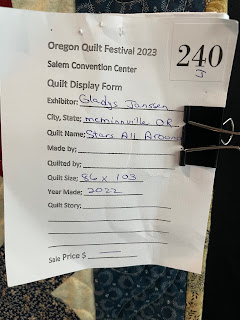 Oregon Quilt Festival 2023
Salem Convention Center
240
J
Quilt Display Form
Exhibitor: Gladys Janssen
City, State: mcminnville OR
Quilt Name: Stars All Around
Made by:
Quilted by:
Quilt Size: 86 x 103
Year Made: 2022
Quilt Story:
Sale Price $